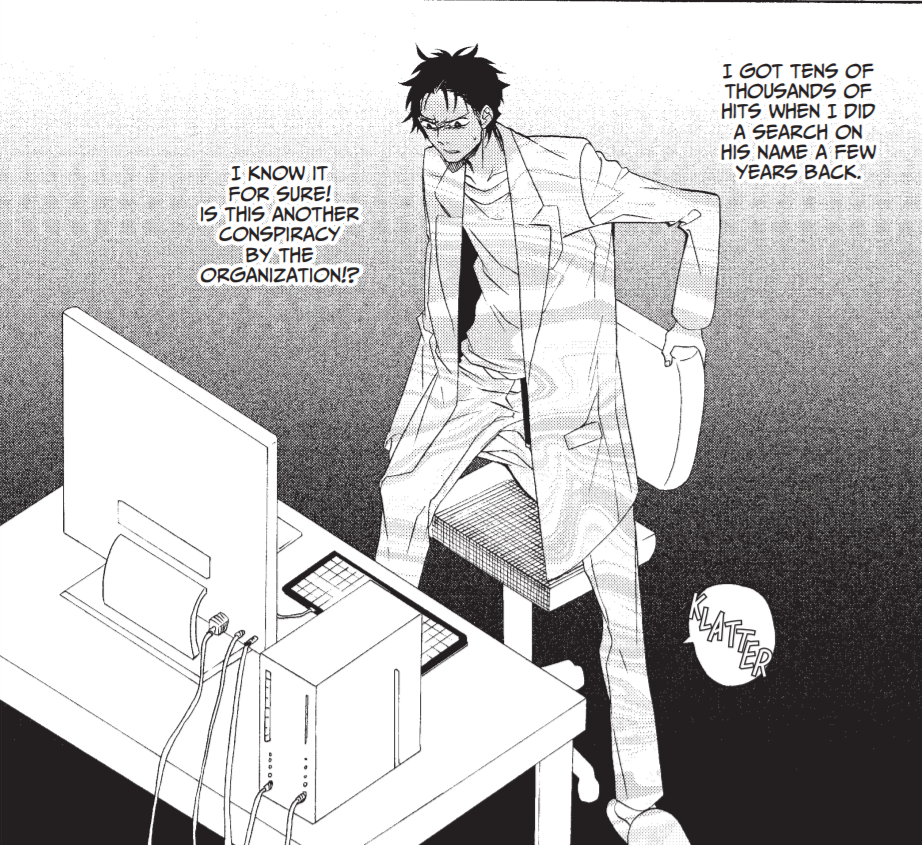 I GOT TENS OF
THOUSANDS OF
HITS WHEN I DID
A SEARCH ON
HIS NAME A FEW
YEARS BACK.
I KNOW IT
FOR SURE!
IS THIS ANOTHER
CONSPIRACY
BY THE
ORGANIZATION!?
KLATTER